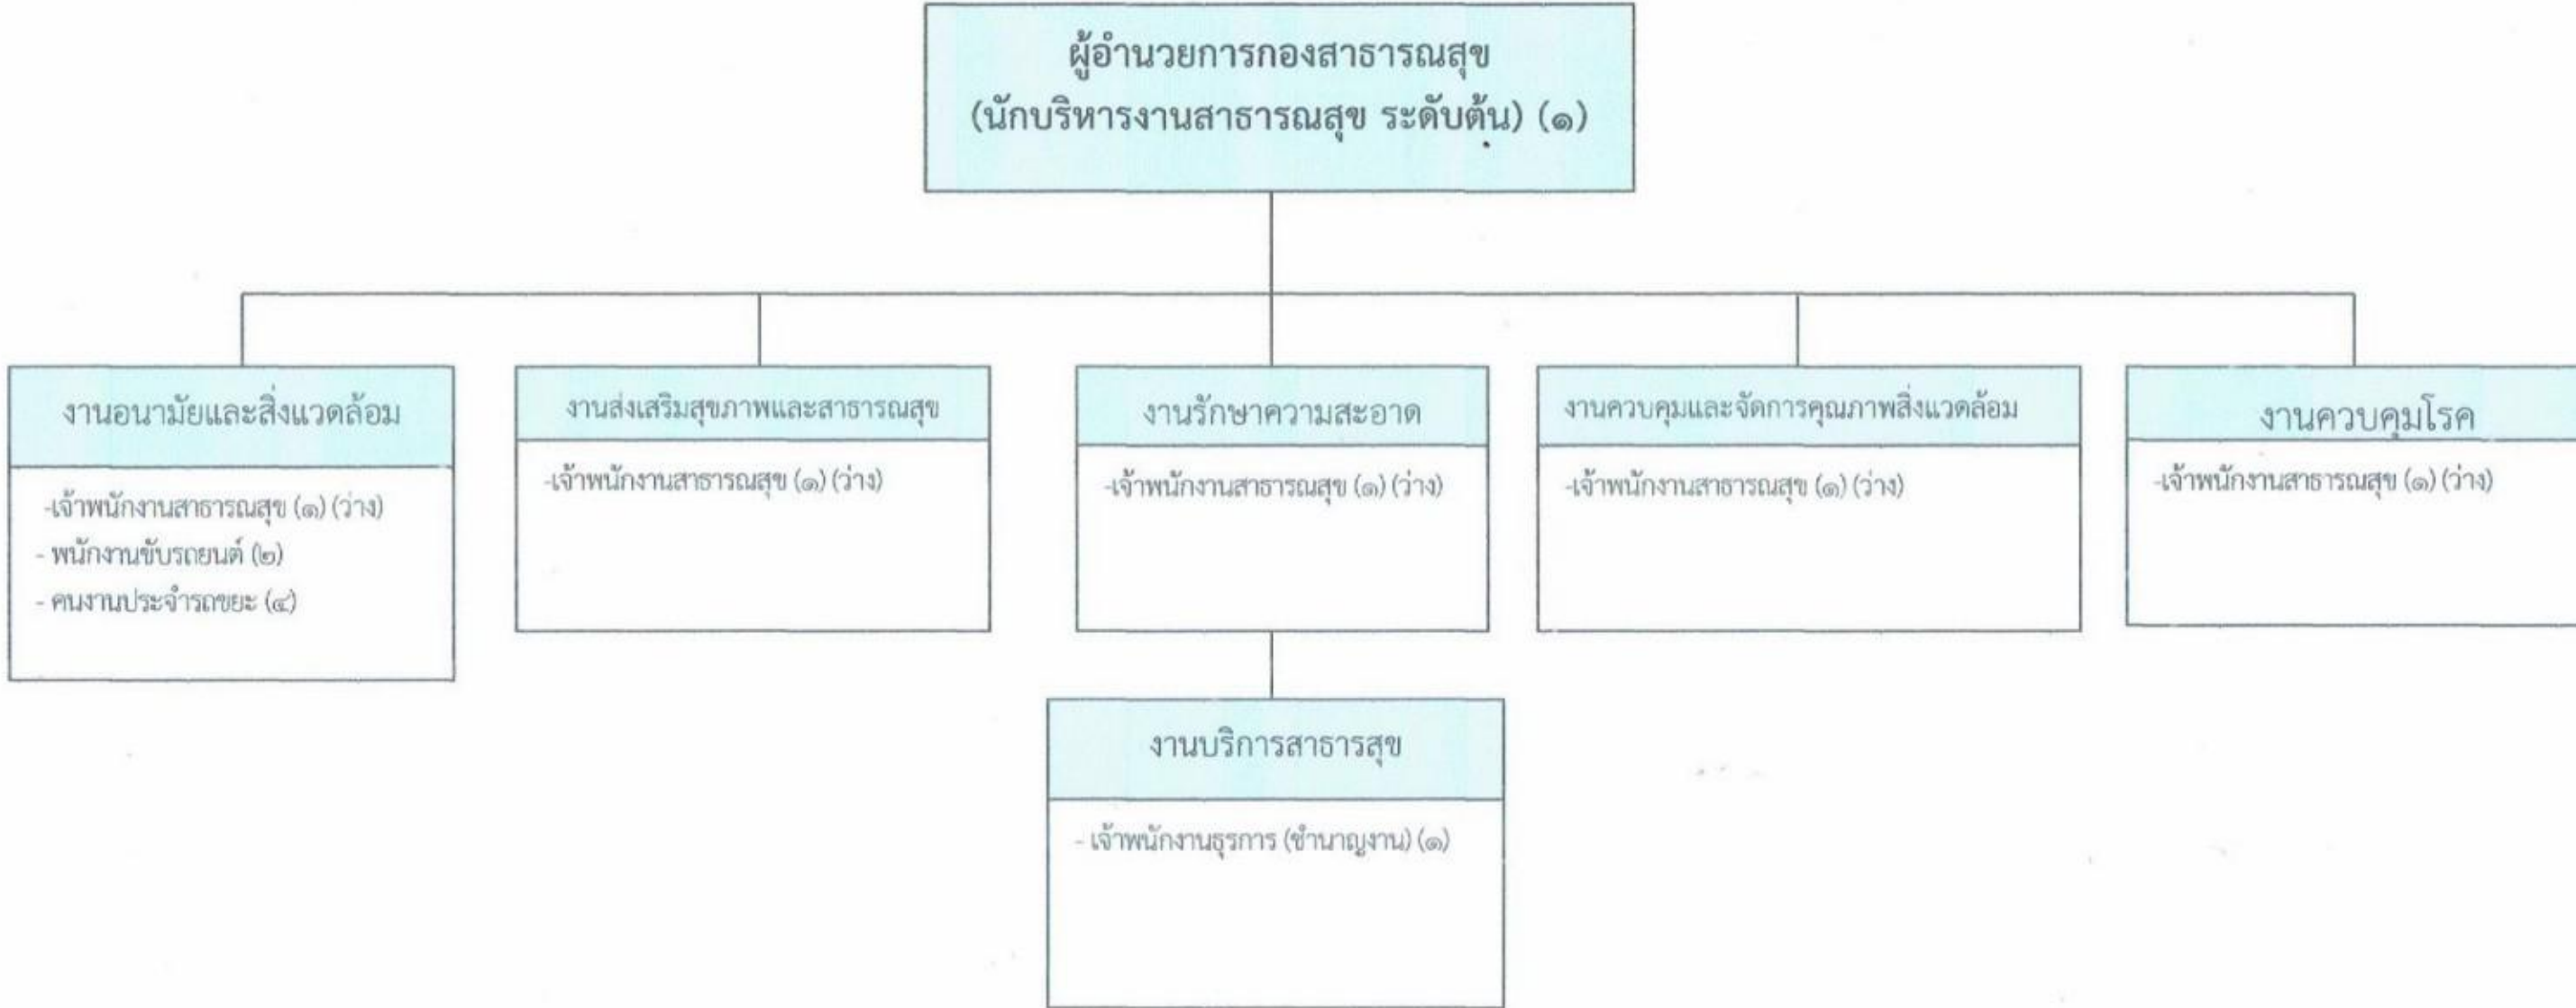 ผู้อำนวยการกองสาธารณสุข
(นักบริหารงานสาธารณสุข ระดับต้น) (๑)
งานอนามัยและสิ่งแวดล้อม
-เจ้าพนักงานสาธารณสุข (๑) (ว่าง)
- พนักงานขับรถยนต์ (๒)
- คนงานประจำรถขยะ (๔)
งานส่งเสริมสุขภาพและสาธารณสุข
-เจ้าพนักงานสาธารณสุข (๑) (ว่าง)
งานรักษาความสะอาด
-เจ้าพนักงานสาธารณสุข (๑) (ว่าง)
งานควบคุมและจัดการคุณภาพสิ่งแวดล้อม
-เจ้าพนักงานสาธารณสุข (๑) (ว่าง)
งานควบคุมโรค
-เจ้าพนักงานสาธารณสุข (๑) (ว่าง)
งานบริการสาธารสุข
- เจ้าพนักงานธุรการ (ชำนาญงาน) (๑)